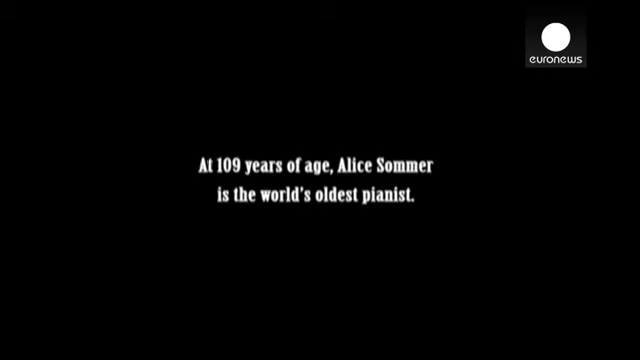 euronews
At 109 years of age, Alice Sommer
is the world's oldest pianist.